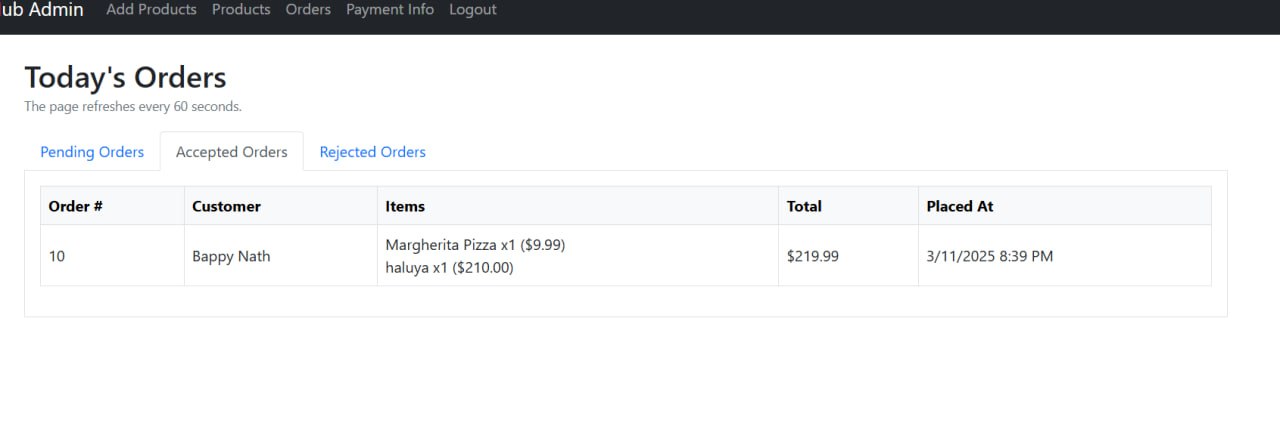 Admin Add Products Products Orders Payment Info Logout
Today's Orders
The page refreshes every 60 seconds.
Pending Orders Accepted Orders Rejected Orders
Order # Customer Items Total Placed At
10 Bappy Nath Margherita Pizza x1 ($9.99) $219.99 3/11/2025 8:39 PM
haluya x1 ($210.00)